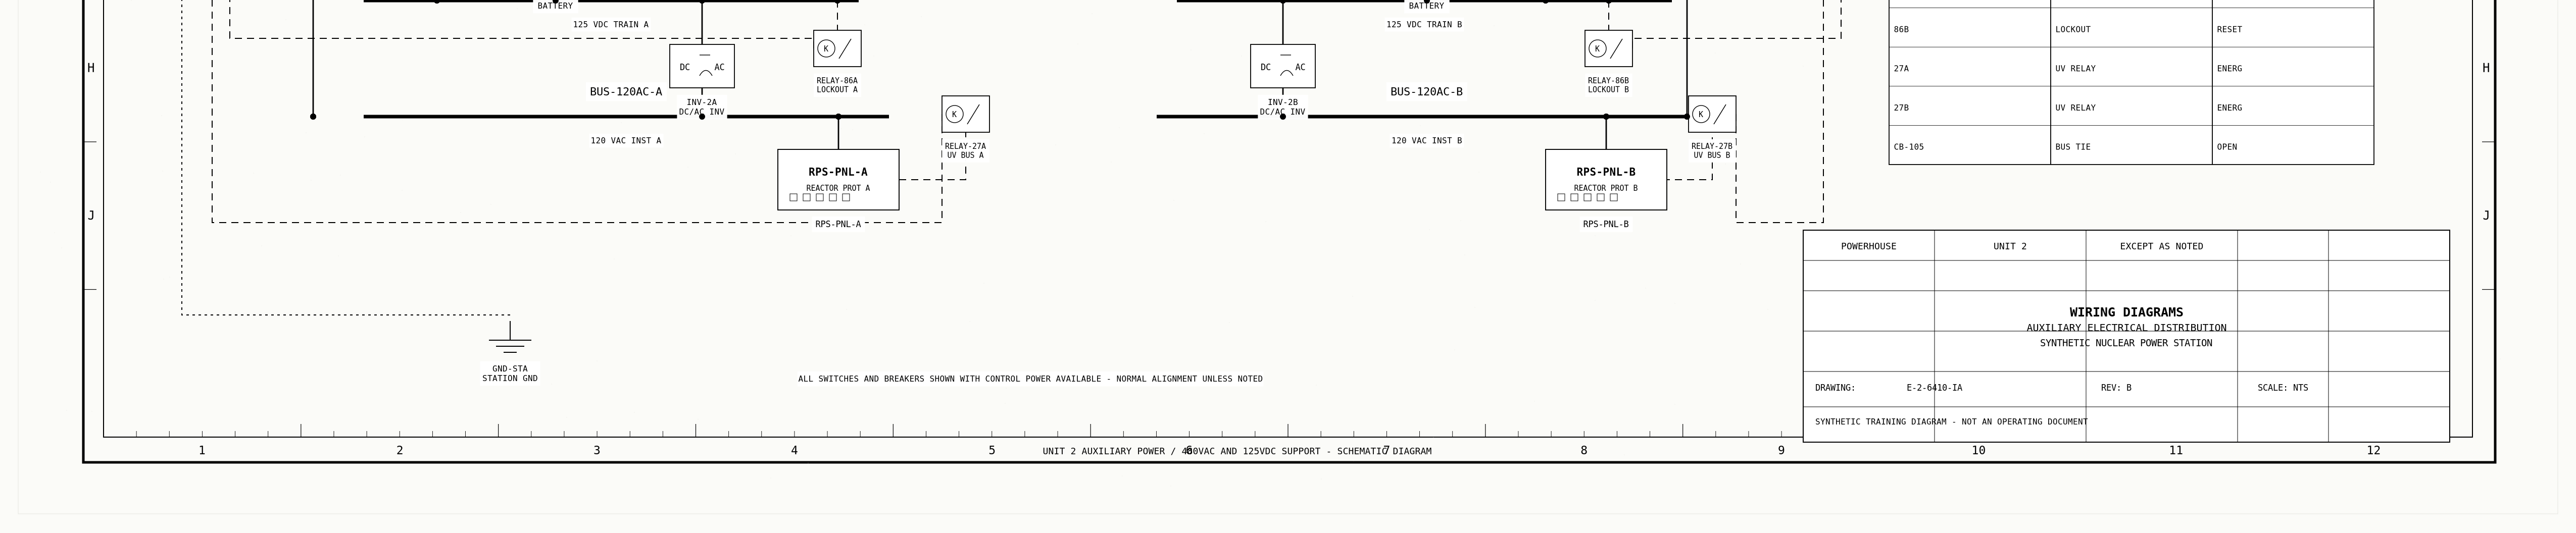 BATTERY
BATTERY
125 VDC TRAIN A
125 VDC TRAIN B
86B LOCKOUT RESET
K
K
H
DC AC
DC AC
27A UV RELAY ENERG
H
RELAY-86A
LOCKOUT A
RELAY-86B
LOCKOUT B
BUS-120AC-A
BUS-120AC-B
INV-2A
DC/AC INV
INV-2B
DC/AC INV
27B UV RELAY ENERG
K
K
120 VAC INST A
120 VAC INST B
RELAY-27A
UV BUS A
RELAY-27B
UV BUS B
CB-105 BUS TIE OPEN
RPS-PNL-A
REACTOR PROT A
RPS-PNL-B
REACTOR PROT B
J
J
RPS-PNL-A
RPS-PNL-B
POWERHOUSE UNIT 2 EXCEPT AS NOTED
WIRING DIAGRAMS
AUXILIARY ELECTRICAL DISTRIBUTION
SYNTHETIC NUCLEAR POWER STATION
GND-STA
STATION GND
ALL SWITCHES AND BREAKERS SHOWN WITH CONTROL POWER AVAILABLE - NORMAL ALIGNMENT UNLESS NOTED
DRAWING: E-2-6410-IA REV: B SCALE: NTS
SYNTHETIC TRAINING DIAGRAM - NOT AN OPERATING DOCUMENT
1 2 3 4 5 6 7 8 9 10 11 12
UNIT 2 AUXILIARY POWER / 480VAC AND 125VDC SUPPORT - SCHEMATIC DIAGRAM